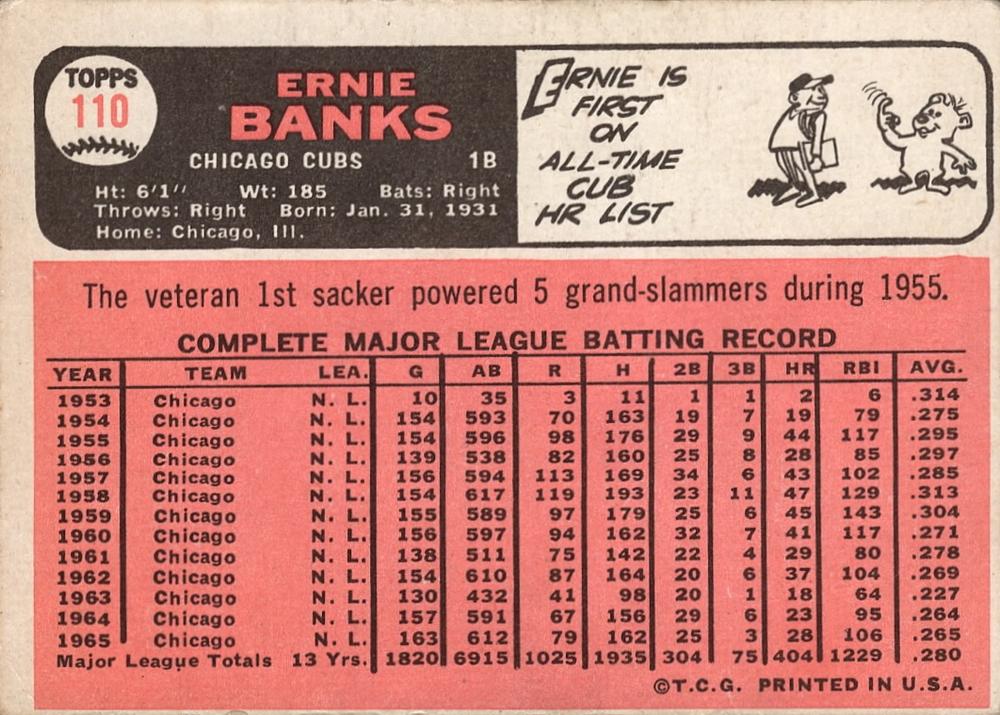 TOPPS
110
ERNIE
BANKS
CHICAGO CUBS 1B
Ht: 6'1" Wt: 185 Bats: Right
Throws: Right Born: Jan. 31, 1931
Home: Chicago, Ill.
ERNIE IS
FIRST
ON
ALL-TIME
CUB
HR LIST
The veteran 1st sacker powered 5 grand-slammers during 1955.
COMPLETE MAJOR LEAGUE BATTING RECORD
YEAR TEAM LEA. G AB R H 2B 3B HR RBI AVG.
1953 Chicago N. L. 10 35 3 11 1 1 2 6 .314
1954 Chicago N. L. 154 593 70 163 19 7 19 79 .275
1955 Chicago N. L. 154 596 98 176 29 9 44 117 .295
1956 Chicago N. L. 139 538 82 160 25 8 28 85 .297
1957 Chicago N. L. 156 594 113 169 34 6 43 102 .285
1958 Chicago N. L. 154 617 119 193 23 11 47 129 .313
1959 Chicago N. L. 155 589 97 179 25 6 45 143 .304
1960 Chicago N. L. 156 597 94 162 32 7 41 117 .271
1961 Chicago N. L. 138 511 75 142 22 4 29 80 .278
1962 Chicago N. L. 154 610 87 164 20 6 37 104 .269
1963 Chicago N. L. 130 432 41 98 20 1 18 64 .227
1964 Chicago N. L. 157 591 67 156 29 6 23 95 .264
1965 Chicago N. L. 163 612 79 162 25 3 28 106 .265
Major League Totals 13 Yrs. 1820 6915 1025 1935 304 75 404 1229 .280
©T.C.G. PRINTED IN U.S.A.